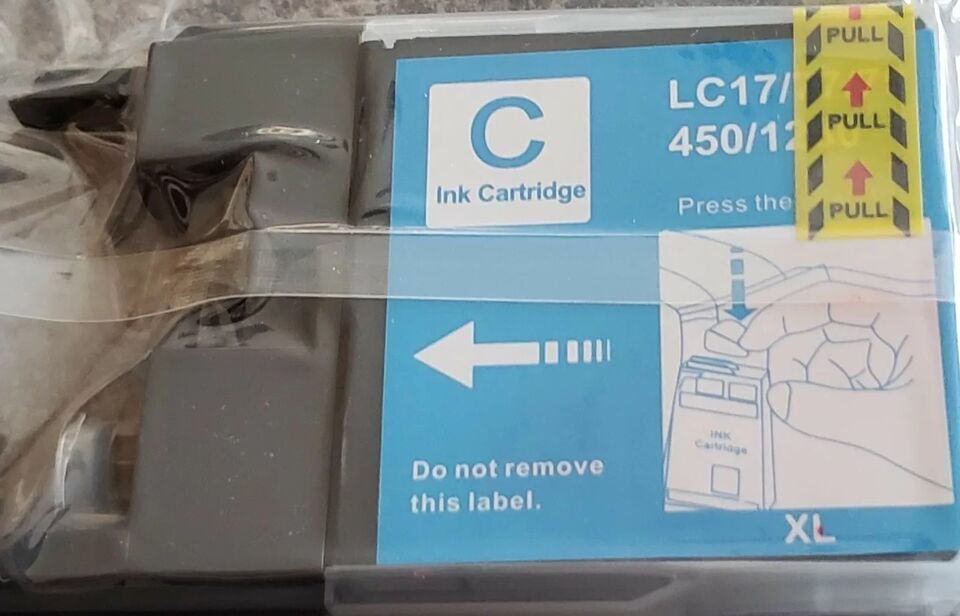 C
Ink Cartridge
LC17/
450/12
Press the
PULL
PULL
PULL
INK
Cartridge
Do not remove
this label.
XL